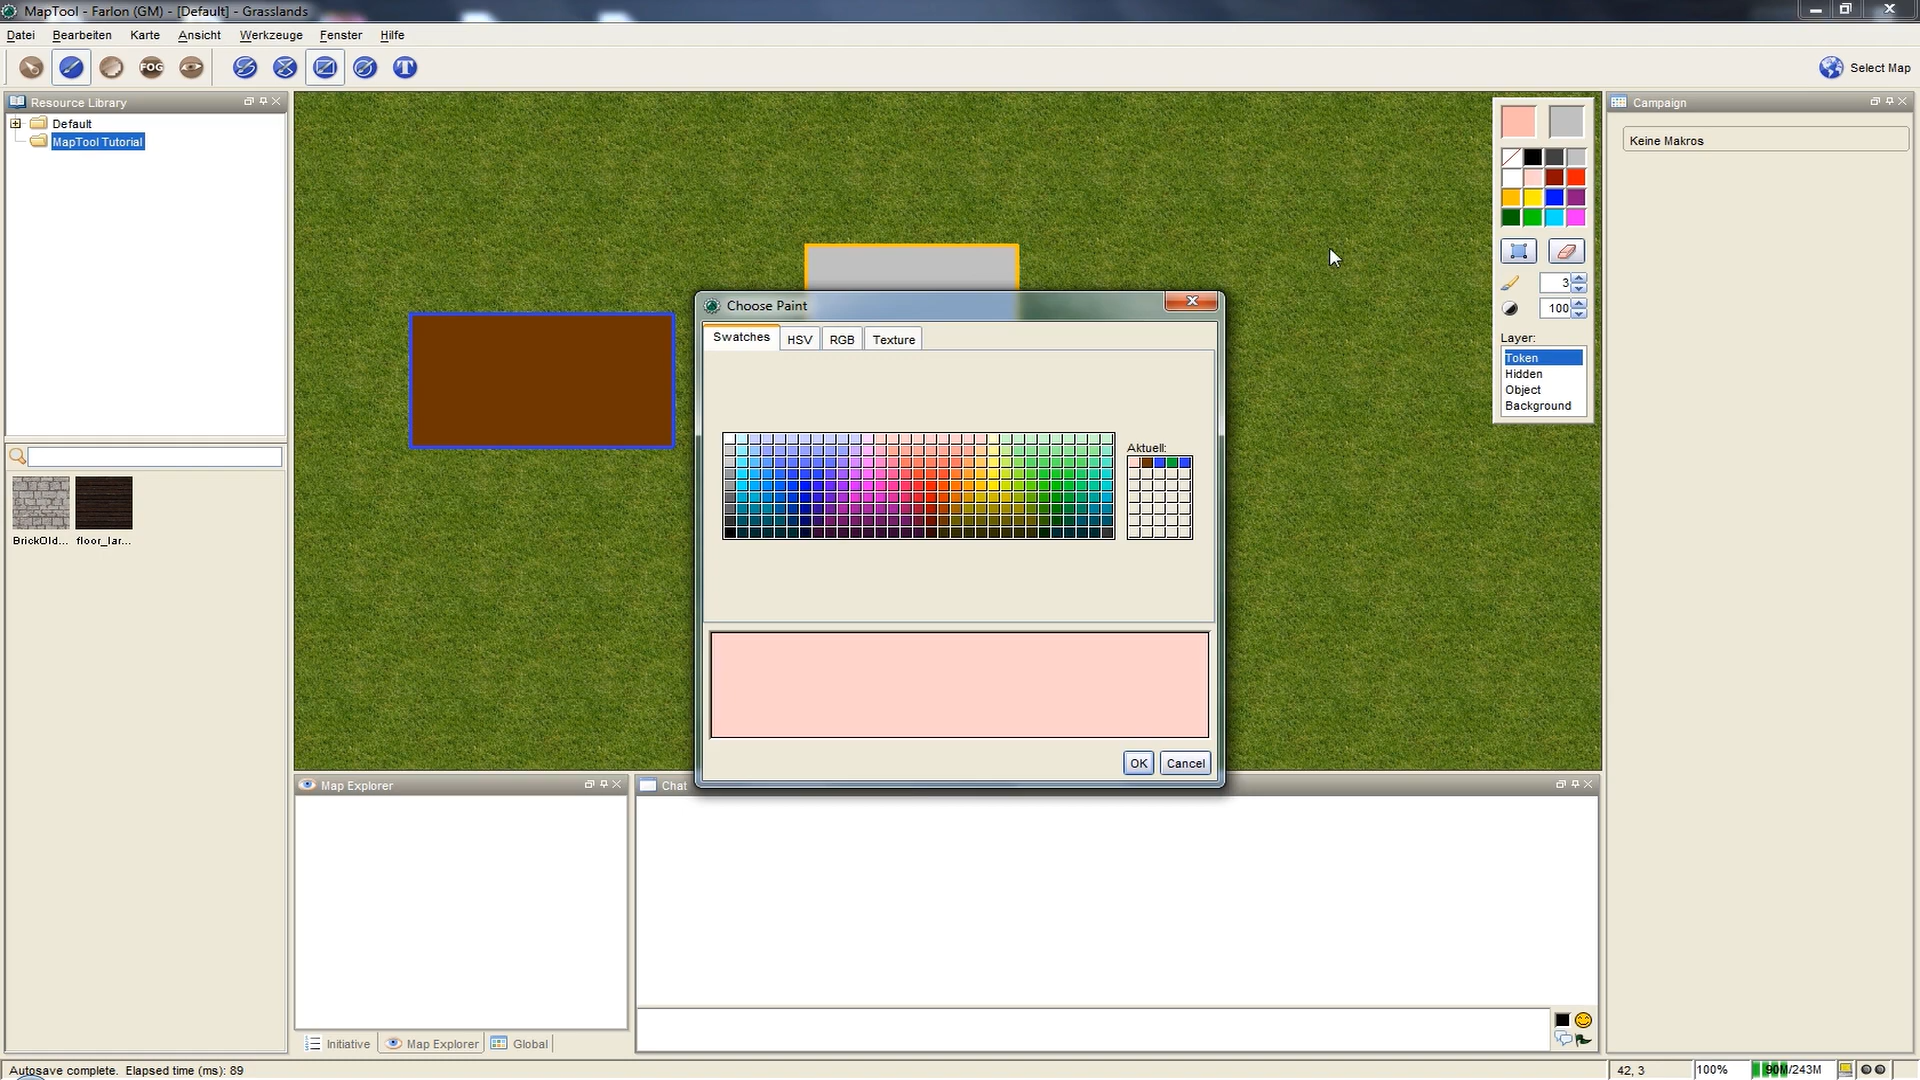 MapTool - Farlon (GM) - [Default] - Grasslands
Datei Bearbeiten Karte Ansicht Werkzeuge Fenster Hilfe
FOG
T
Select Map
Resource Library
Default
MapTool Tutorial
BrickOld...
floor_lar...
Choose Paint
Swatches HSV RGB Texture
Aktuell:
OK Cancel
3
100
Layer:
Token
Hidden
Object
Background
Campaign
Keine Makros
Map Explorer
Chat
Initiative Map Explorer Global
Autosave complete. Elapsed time (ms): 89
42, 3
100%
90M/243M